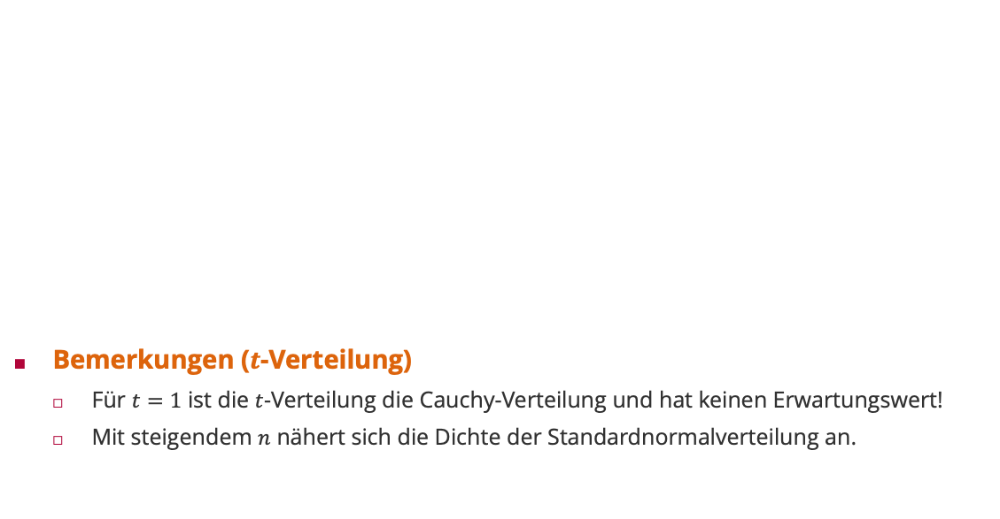 Bemerkungen (t-Verteilung)
Für t = 1 ist die t-Verteilung die Cauchy-Verteilung und hat keinen Erwartungswert!
Mit steigendem n nähert sich die Dichte der Standardnormalverteilung an.